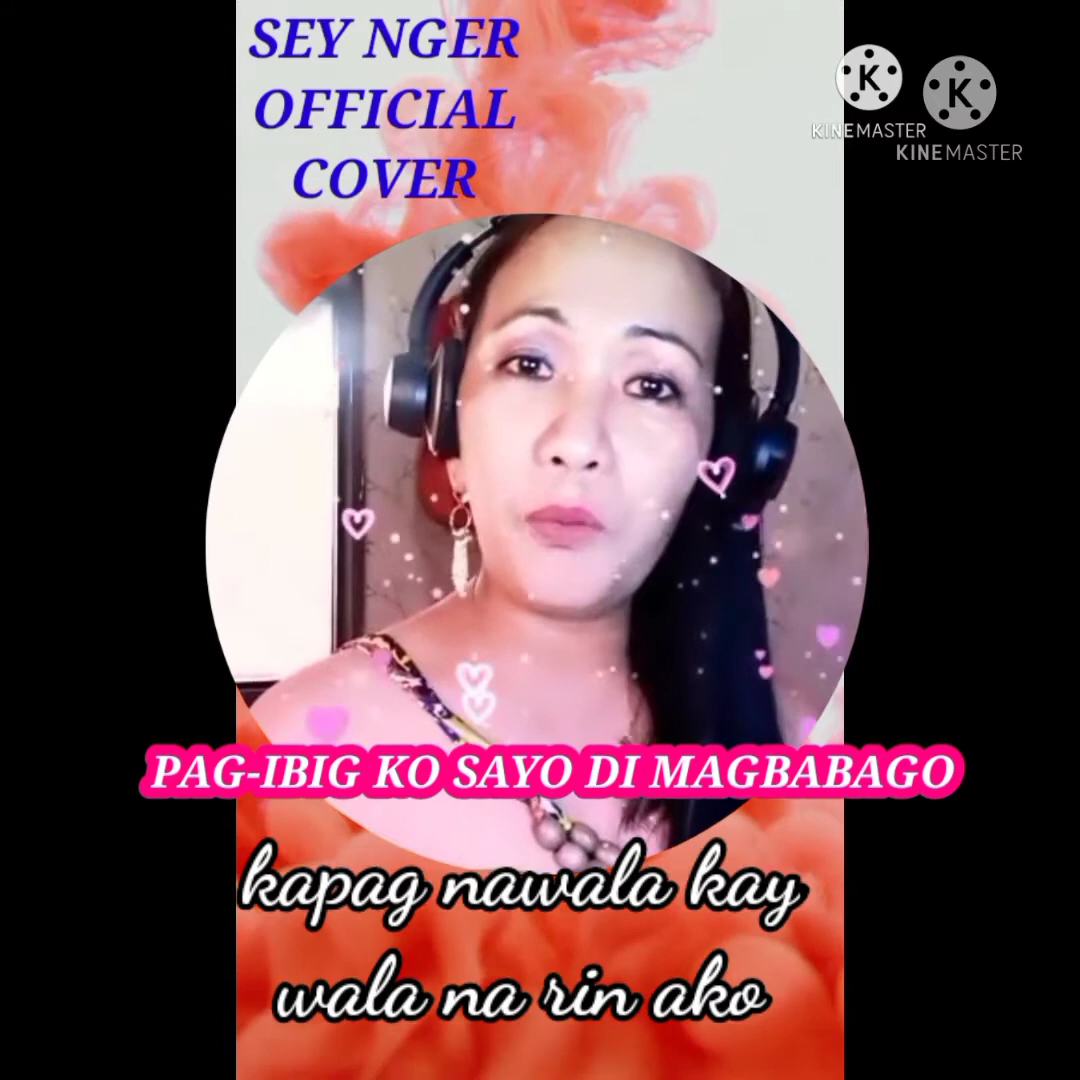 SEY NGER
OFFICIAL
COVER
KINEMASTER
KINEMASTER
PAG-IBIG KO SAYO DI MAGBABAGO
kapag nawala kay
wala na rin ako